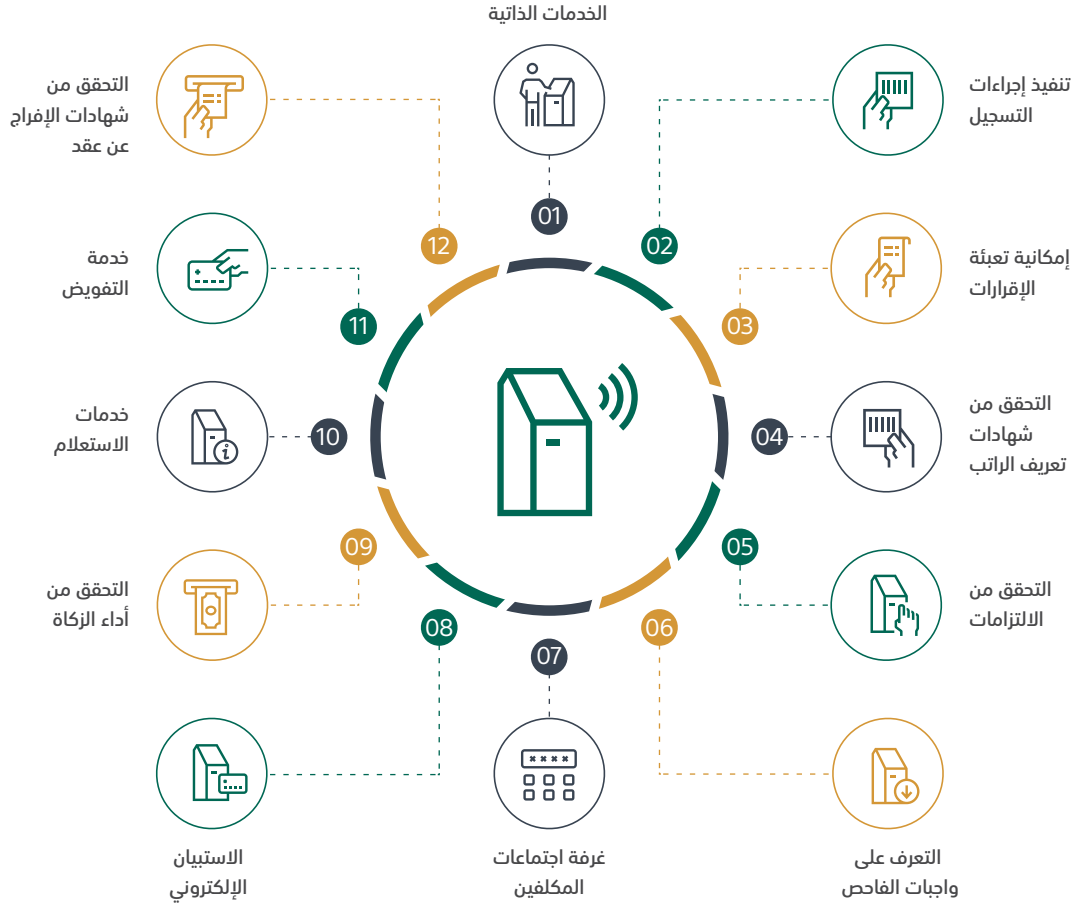 الخدمات الذاتية
01
تنفيذ إجراءات
التسجيل
02
إمكانية تعبئة
الإقرارات
03
التحقق من
شهادات
تعريف الراتب
04
التحقق من
الالتزامات
05
التعرف على
واجبات الفاحص
06
غرفة اجتماعات
المكلفين
07
الاستبيان
الإلكتروني
08
التحقق من
أداء الزكاة
09
خدمات
الاستعلام
10
خدمة
التفويض
11
التحقق من
شهادات الإفراج
عن عقد
12